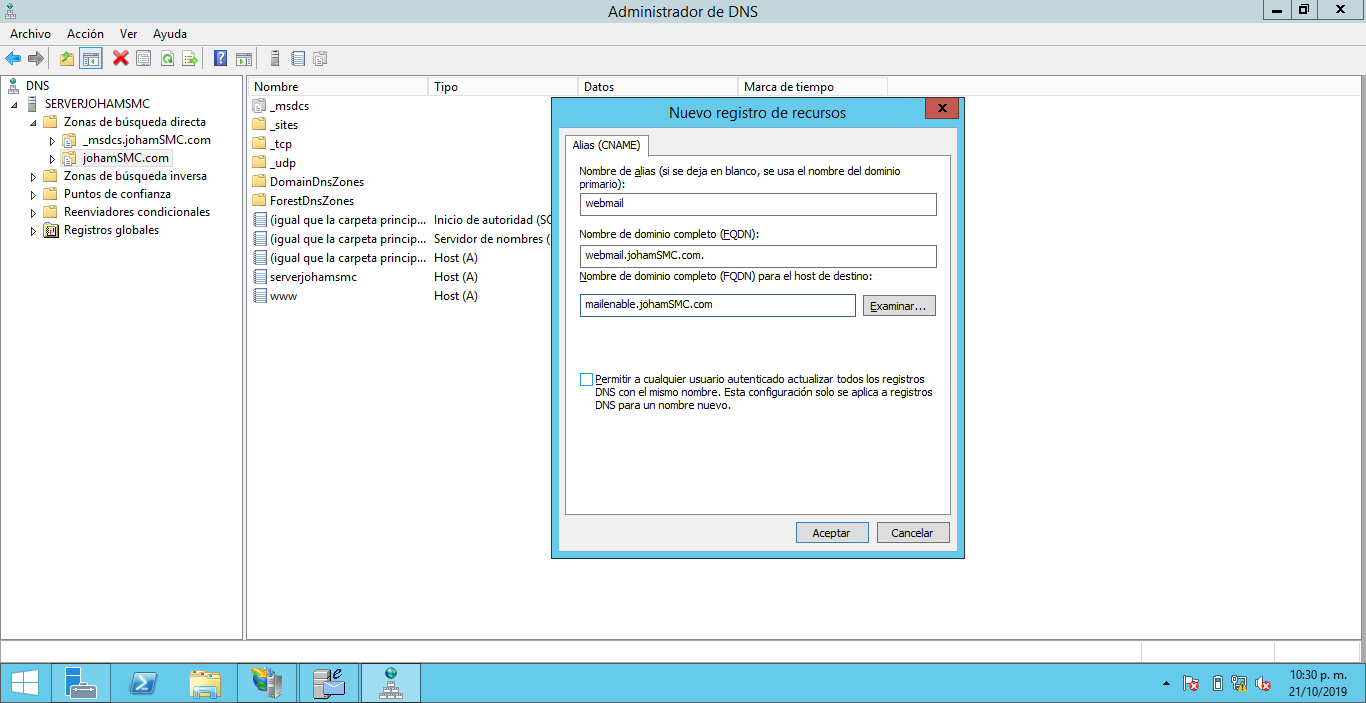 Administrador de DNS
Archivo Acción Ver Ayuda
DNS
SERVERJOHAMSMC
Zonas de búsqueda directa
_msdcs.johamSMC.com
johamSMC.com
Zonas de búsqueda inversa
Puntos de confianza
Reenviadores condicionales
Registros globales
Nombre Tipo Datos Marca de tiempo
_msdcs
_sites
_tcp
_udp
DomainDnsZones
ForestDnsZones
(igual que la carpeta princip... Inicio de autoridad (SO
(igual que la carpeta princip... Servidor de nombres (
(igual que la carpeta princip... Host (A)
serverjohamsmc Host (A)
www Host (A)
Nuevo registro de recursos
Alias (CNAME)
Nombre de alias (si se deja en blanco, se usa el nombre del dominio
primario):
webmail
Nombre de dominio completo (FQDN):
webmail.johamSMC.com.
Nombre de dominio completo (FQDN) para el host de destino:
mailenable.johamSMC.com
Examinar...
Permitir a cualquier usuario autenticado actualizar todos los registros
DNS con el mismo nombre. Esta configuración solo se aplica a registros
DNS para un nombre nuevo.
Aceptar Cancelar
10:30 p. m.
21/10/2019